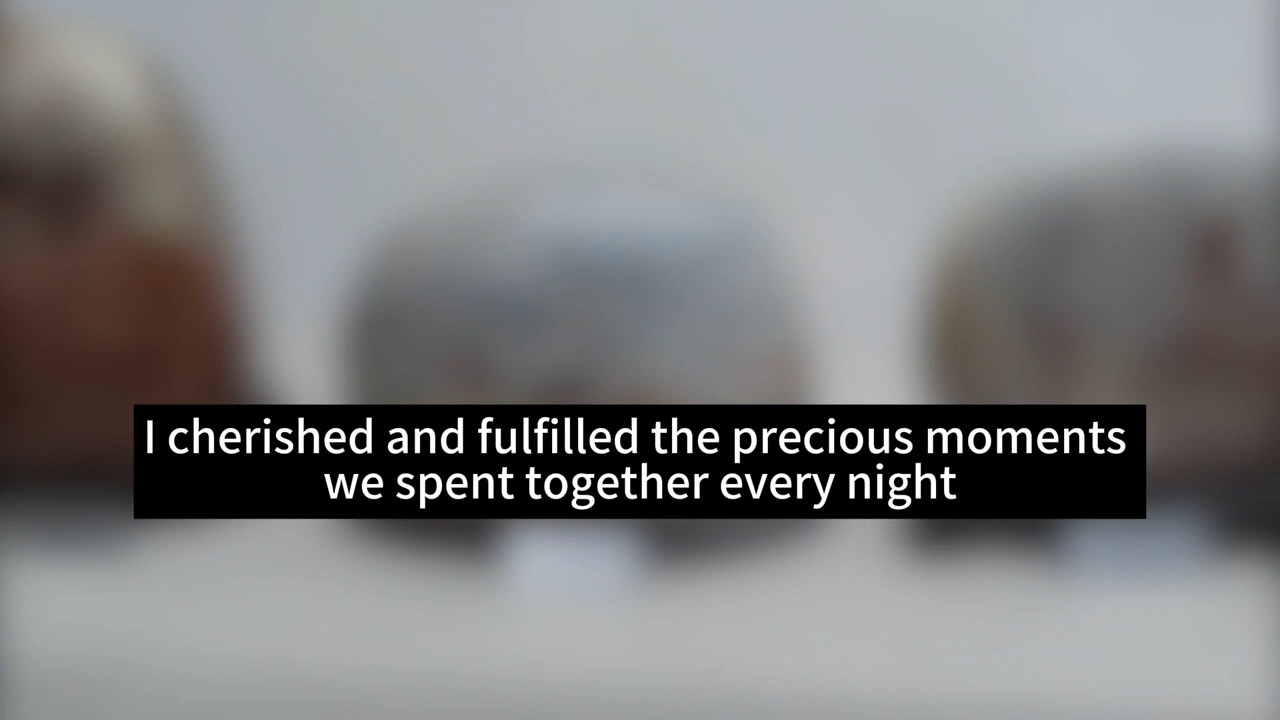 I cherished and fulfilled the precious moments
we spent together every night